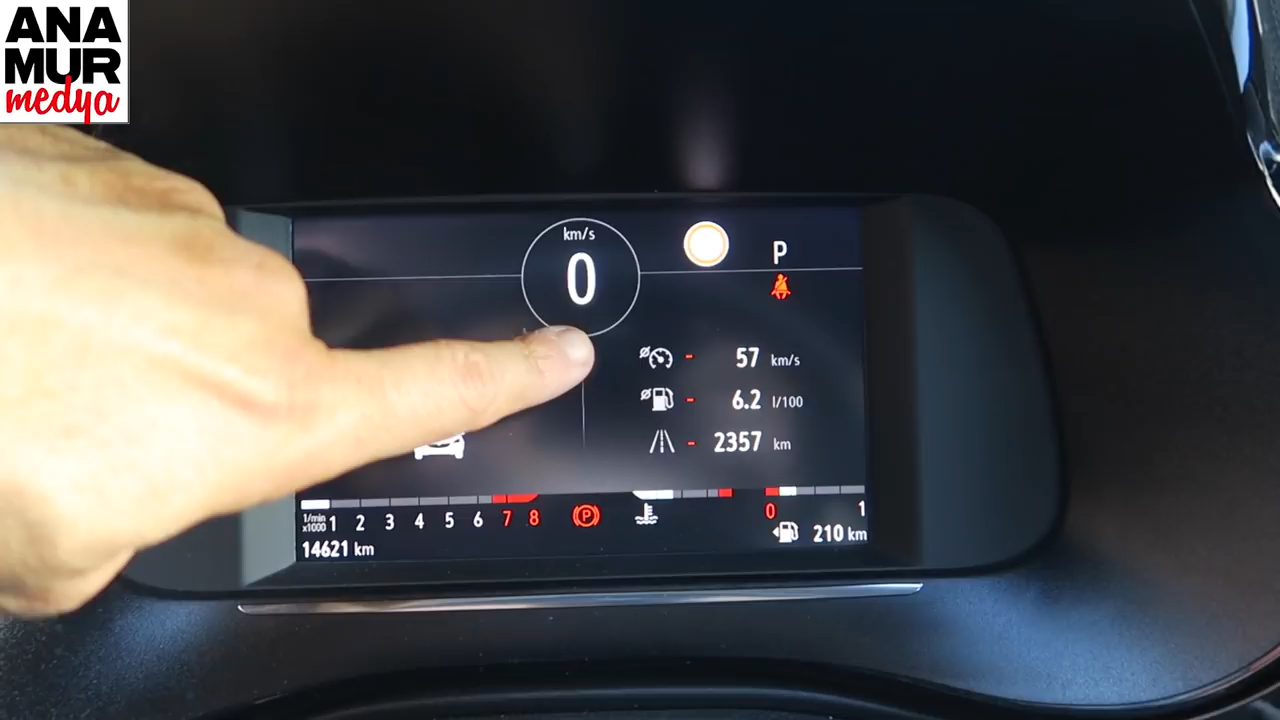 ANA
MUR
medya
km/s
0
P
57 km/s
6.2 l/100
2357 km
1/min
x1000 1 2 3 4 5 6 7 8
P
0 1
14621 km
210 km